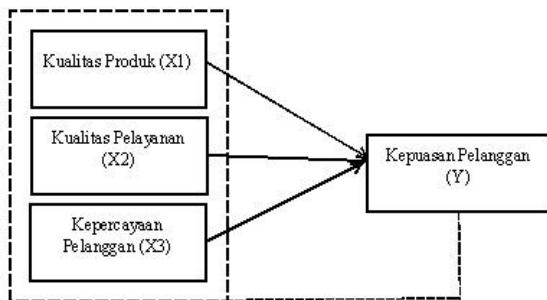 Kualitas Produk (X1)
Kualitas Pelayanan
(X2)
Kepercayaan
Pelanggan (X3)
Kepuasan Pelanggan
(Y)